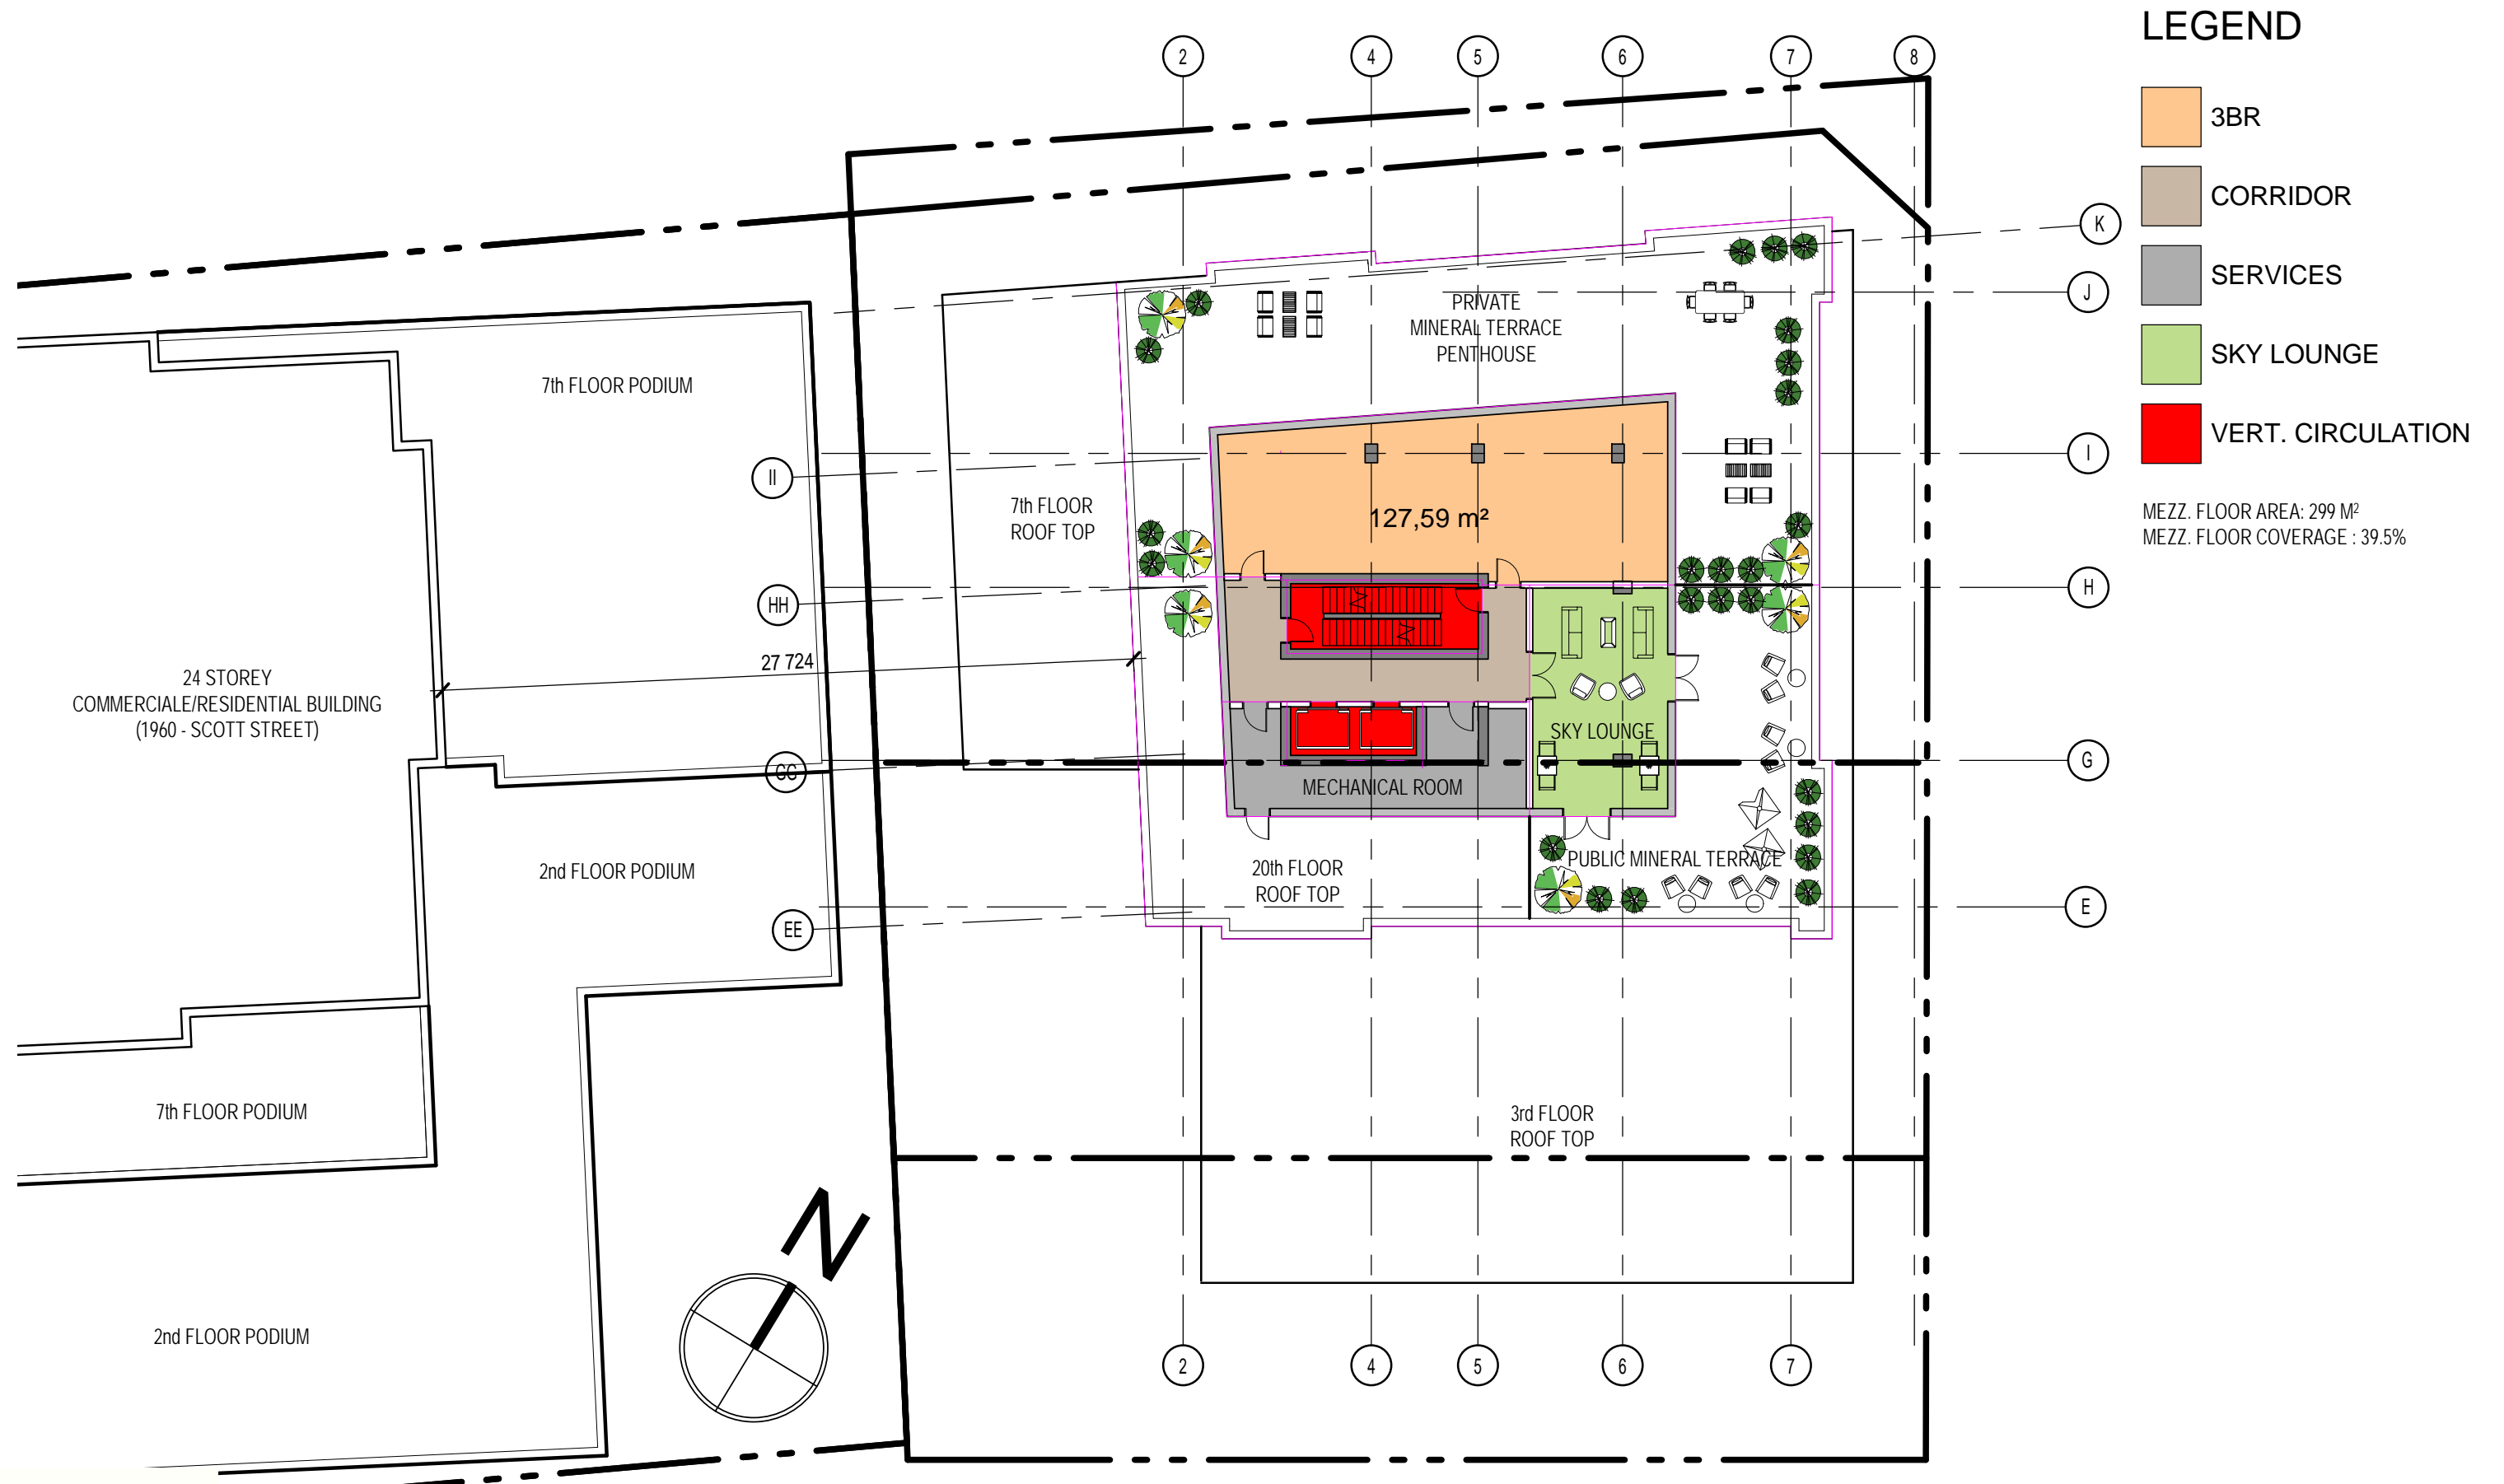 LEGEND
2
4
5
6
7
8
3BR
CORRIDOR
K
SERVICES
J
PRIVATE
MINERAL TERRACE
PENTHOUSE
SKY LOUNGE
7th FLOOR PODIUM
VERT. CIRCULATION
II
I
7th FLOOR
ROOF TOP
127,59 m²
MEZZ. FLOOR AREA: 299 M²
MEZZ. FLOOR COVERAGE : 39.5%
HH
H
27 724
24 STOREY
COMMERCIALE/RESIDENTIAL BUILDING
(1960 - SCOTT STREET)
SKY LOUNGE
GG
G
MECHANICAL ROOM
2nd FLOOR PODIUM
20th FLOOR
ROOF TOP
PUBLIC MINERAL TERRACE
EE
E
7th FLOOR PODIUM
3rd FLOOR
ROOF TOP
N
2nd FLOOR PODIUM
2
4
5
6
7